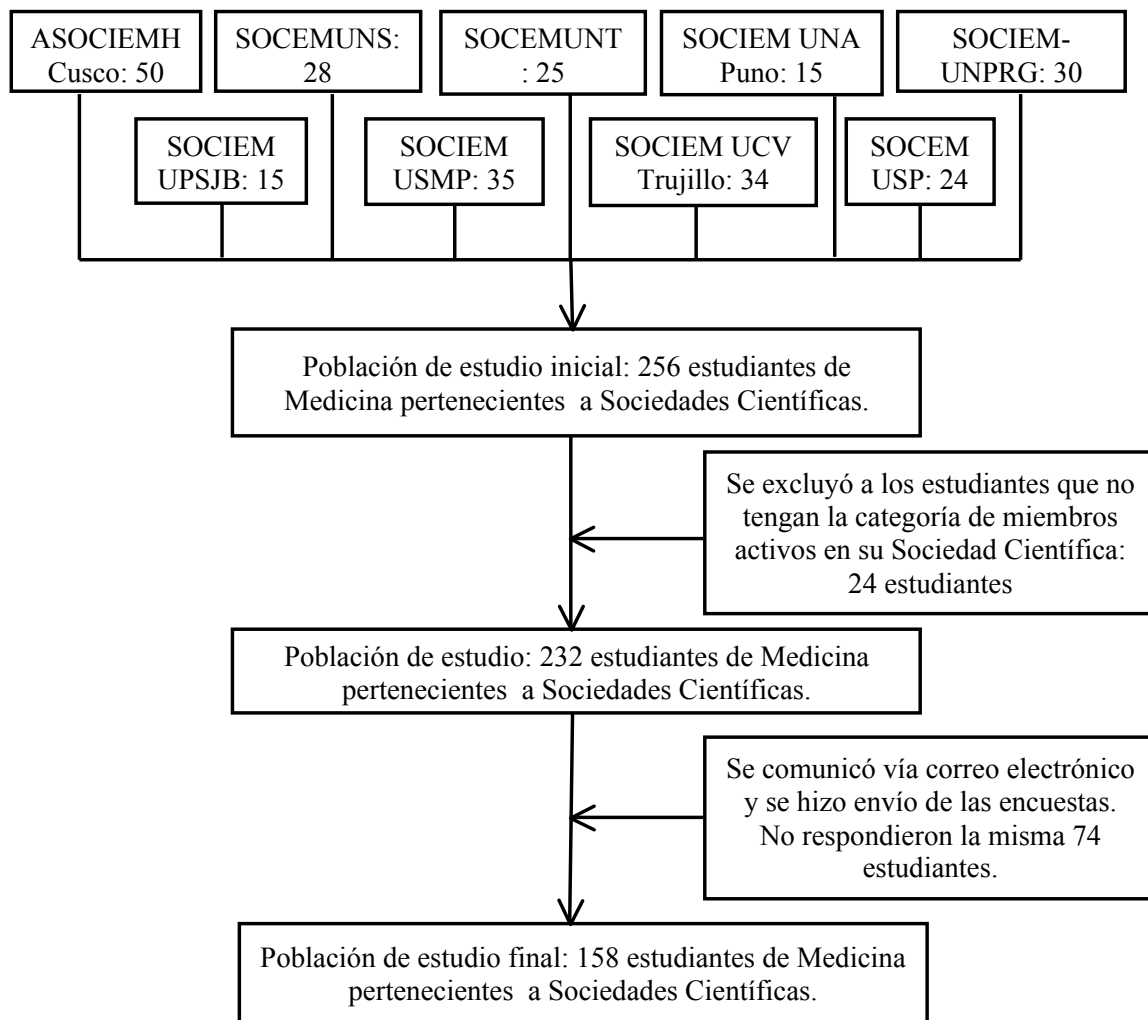 ASOCIEMH
Cusco: 50
SOCEMUNS:
28
SOCEMUNT
: 25
SOCIEM UNA
Puno: 15
SOCIEM-
UNPRG: 30
SOCIEM
UPSJB: 15
SOCIEM
USMP: 35
SOCIEM UCV
Trujillo: 34
SOCEM
USP: 24
Población de estudio inicial: 256 estudiantes de
Medicina pertenecientes a Sociedades Científicas.
Se excluyó a los estudiantes que no
tengan la categoría de miembros
activos en su Sociedad Científica:
24 estudiantes
Población de estudio: 232 estudiantes de Medicina
pertenecientes a Sociedades Científicas.
Se comunicó vía correo electrónico
y se hizo envío de las encuestas.
No respondieron la misma 74
estudiantes.
Población de estudio final: 158 estudiantes de Medicina
pertenecientes a Sociedades Científicas.